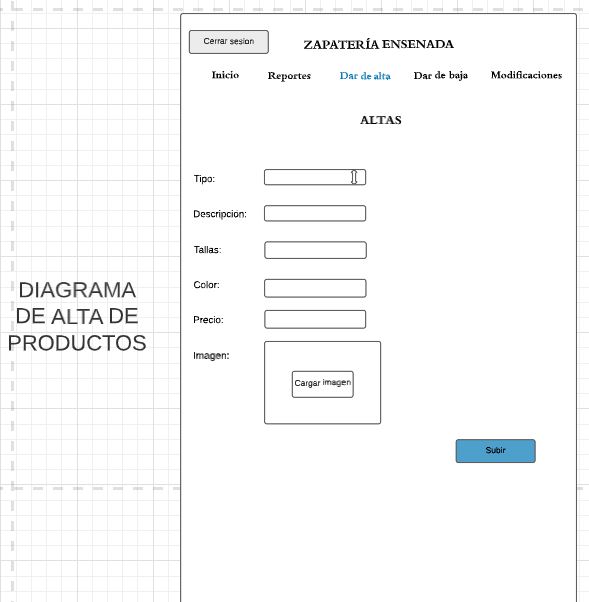 Cerrar sesion
ZAPATERÍA ENSENADA
Inicio Reportes Dar de alta Dar de baja Modificaciones
ALTAS
Tipo:
Descripción:
Tallas:
Color:
Precio:
Imagen:
Cargar imagen
Subir
DIAGRAMA
DE ALTA DE
PRODUCTOS